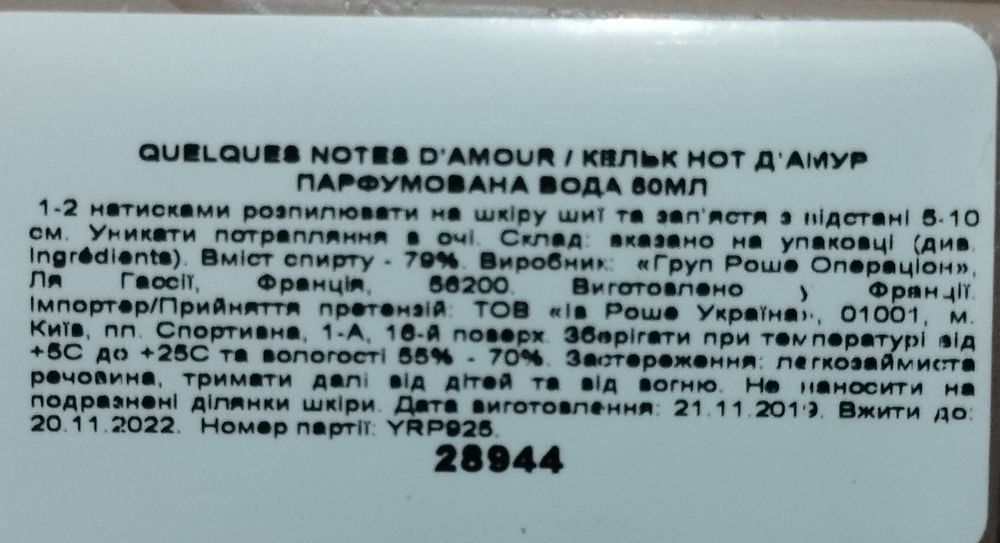 QUELQUES NOTES D'AMOUR / КЕЛЬК НОТ Д'АМУР
ПАРФУМОВАНА ВОДА 50МЛ
1-2 натисками розпилювати на шкіру шиї та зап'ястя з відстані 5-10
см. Уникати потрапляння в очі. Склад: вказано на упаковці (див.
Ingrédients). Вміст спирту - 79%. Виробник: «Груп Роше Операціон»,
Ля Гассії, Франція, 56200. Виготовлено у Франції.
Імпортер/Прийняття претензій: ТОВ «Ів Роше Україна», 01001, м.
Київ, пл. Спортивна, 1-А, 16-й поверх. Зберігати при температурі від
+5С до +25С та вологості 55% - 70%. Застереження: легкозаймиста
речовина, тримати далі від дітей та від вогню. Не наносити на
подразнені ділянки шкіри. Дата виготовлення: 21.11.2019. Вжити до:
20.11.2022. Номер партії: YRP925.
28944